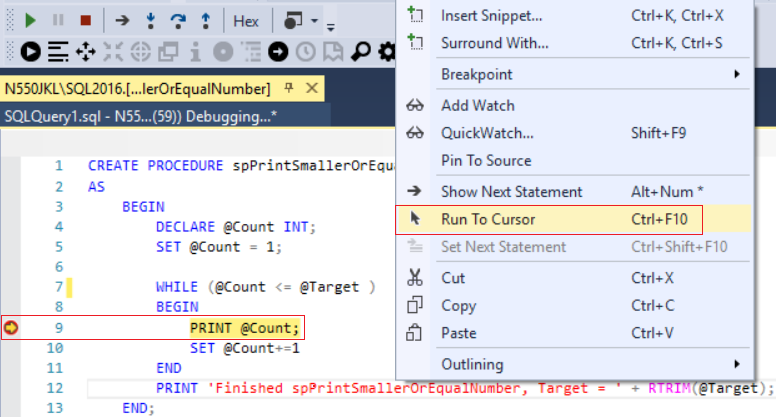 Hex
N550JKL\SQL2016.[...lerOrEqualNumber]
SQLQuery1.sql - N55...(59)) Debugging...*
1 CREATE PROCEDURE spPrintSmallerOrEqua
2 AS
3 BEGIN
4 DECLARE @Count INT;
5 SET @Count = 1;
6
7 WHILE (@Count <= @Target )
8 BEGIN
9 PRINT @Count;
10 SET @Count+=1
11 END
12 PRINT 'Finished spPrintSmallerOrEqualNumber, Target = ' + RTRIM(@Target);
13 END;
Insert Snippet... Ctrl+K, Ctrl+X
Surround With... Ctrl+K, Ctrl+S
Breakpoint
Add Watch
QuickWatch... Shift+F9
Pin To Source
Show Next Statement Alt+Num *
Run To Cursor Ctrl+F10
Set Next Statement Ctrl+Shift+F10
Cut Ctrl+X
Copy Ctrl+C
Paste Ctrl+V
Outlining